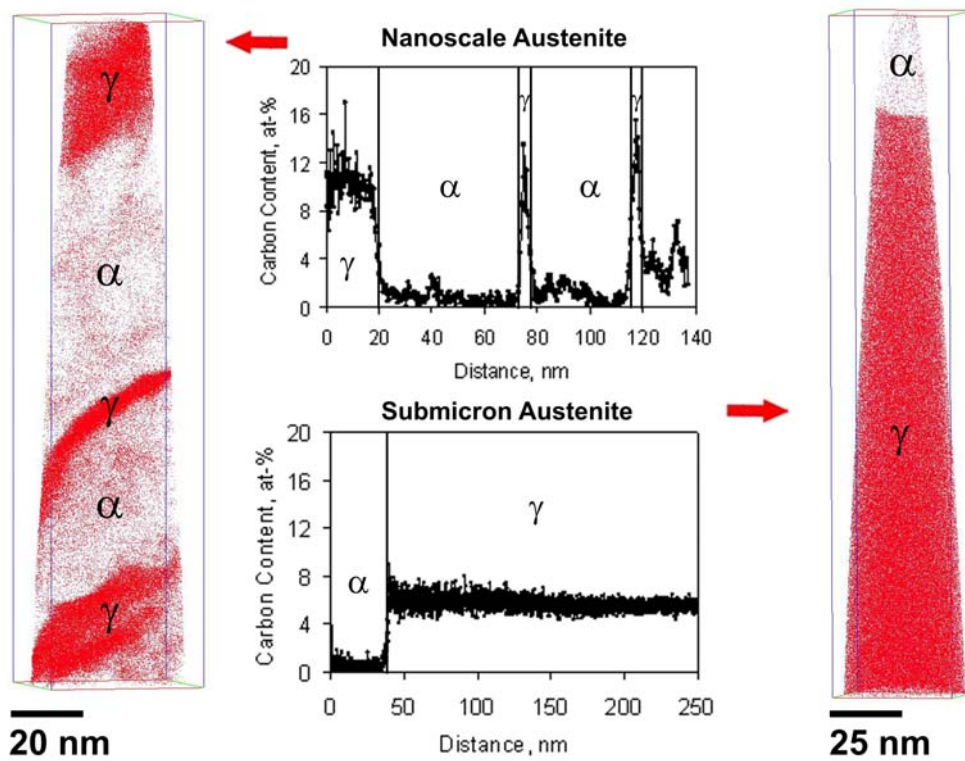 γ
α
γ
α
γ
20 nm
Nanoscale Austenite
Carbon Content, at-%
20
16
12
8
4
0
γ
α
γ
α
γ
0 20 40 60 80 100 120 140
Distance, nm
Submicron Austenite
Carbon Content, at-%
20
16
12
8
4
0
α
γ
0 50 100 150 200 250
Distance, nm
α
γ
25 nm